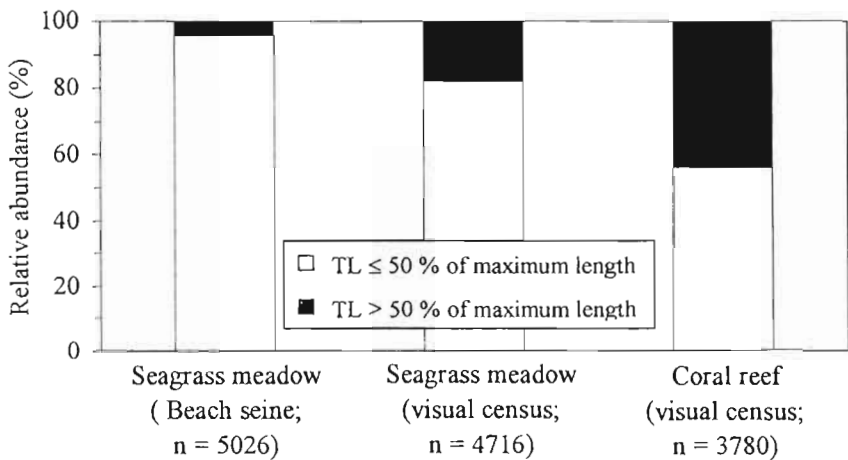 100
80
60
40
20
0
Relative abundance (%)
□ TL ≤ 50 % of maximum length
■ TL > 50 % of maximum length
Seagrass meadow
( Beach seine;
n = 5026)
Seagrass meadow
(visual census;
n = 4716)
Coral reef
(visual census;
n = 3780)